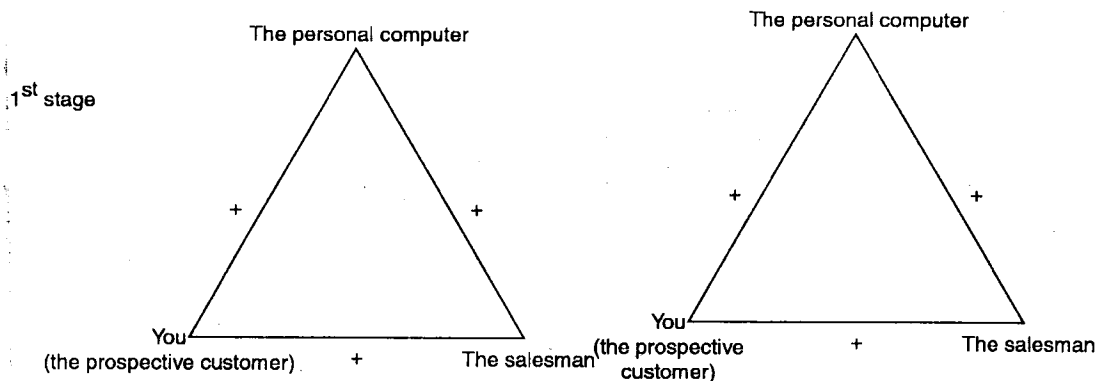 The personal computer
1st stage
+ +
You
(the prospective customer) + The salesman
The personal computer
+ +
You
(the prospective + The salesman
customer)